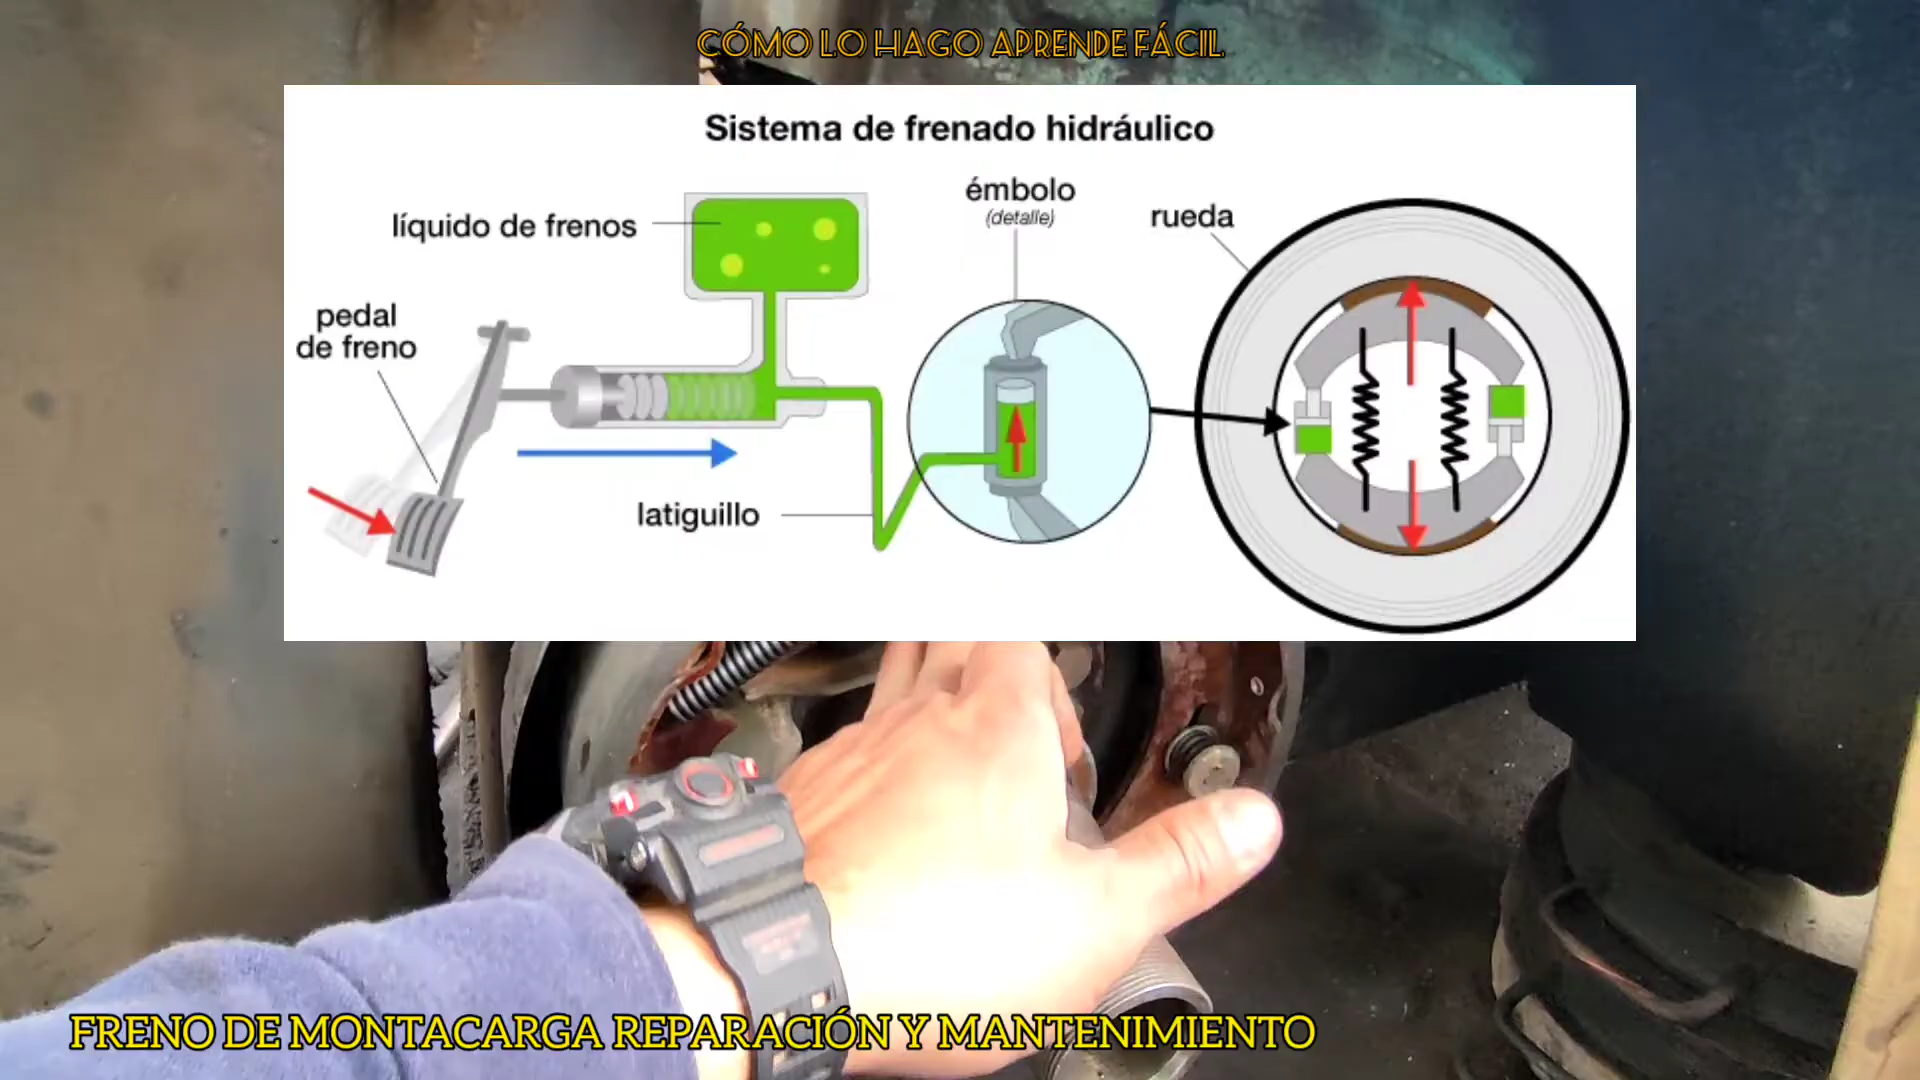 CÓMO LO HAGO APRENDE FÁCIL
Sistema de frenado hidráulico
émbolo
(detalle)
rueda
líquido de frenos
pedal
de freno
latiguillo
FRENO DE MONTACARGA REPARACIÓN Y MANTENIMIENTO